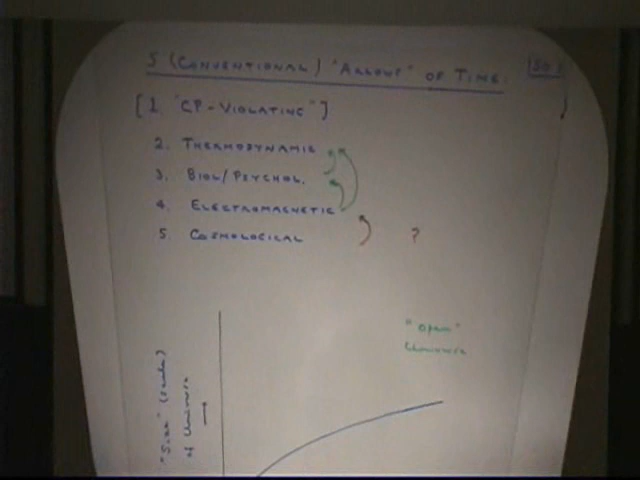 5 (Conventional) "Arrows" of Time.
[1. "CP-Violating"]
2. Thermodynamic
3. Biol/Psychol.
4. Electromagnetic
5. Cosmological
?
"Open"
Universe
"Size" (Scale)
of Universe